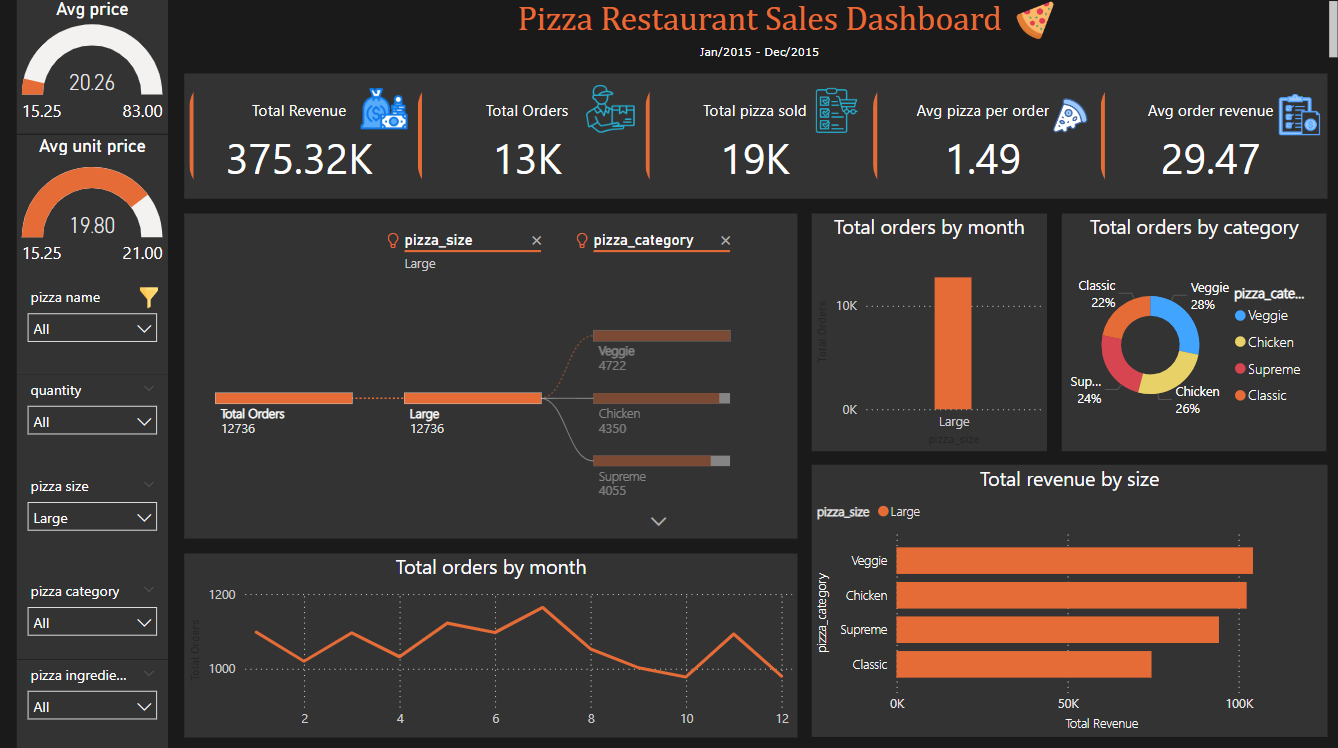 Pizza Restaurant Sales Dashboard
Jan/2015 - Dec/2015
Avg price
20.26
15.25 83.00
Avg unit price
19.80
15.25 21.00
pizza name
All
quantity
All
pizza size
Large
pizza category
All
pizza ingredie...
All
Total Revenue
375.32K
Total Orders
13K
Total pizza sold
19K
Avg pizza per order
1.49
Avg order revenue
29.47
pizza_size
Large
pizza_category
Total Orders
12736
Large
12736
Veggie
4722
Chicken
4350
Supreme
4055
Total orders by month
Total Orders
10K
0K
Large
pizza_size
Total orders by category
Classic
22%
Veggie
28%
Sup...
24%
Chicken
26%
pizza_cate...
Veggie
Chicken
Supreme
Classic
Total orders by month
Total Orders
1200
1000
2 4 6 8 10 12
Total revenue by size
pizza_size Large
pizza_category
Veggie
Chicken
Supreme
Classic
0K 50K 100K
Total Revenue